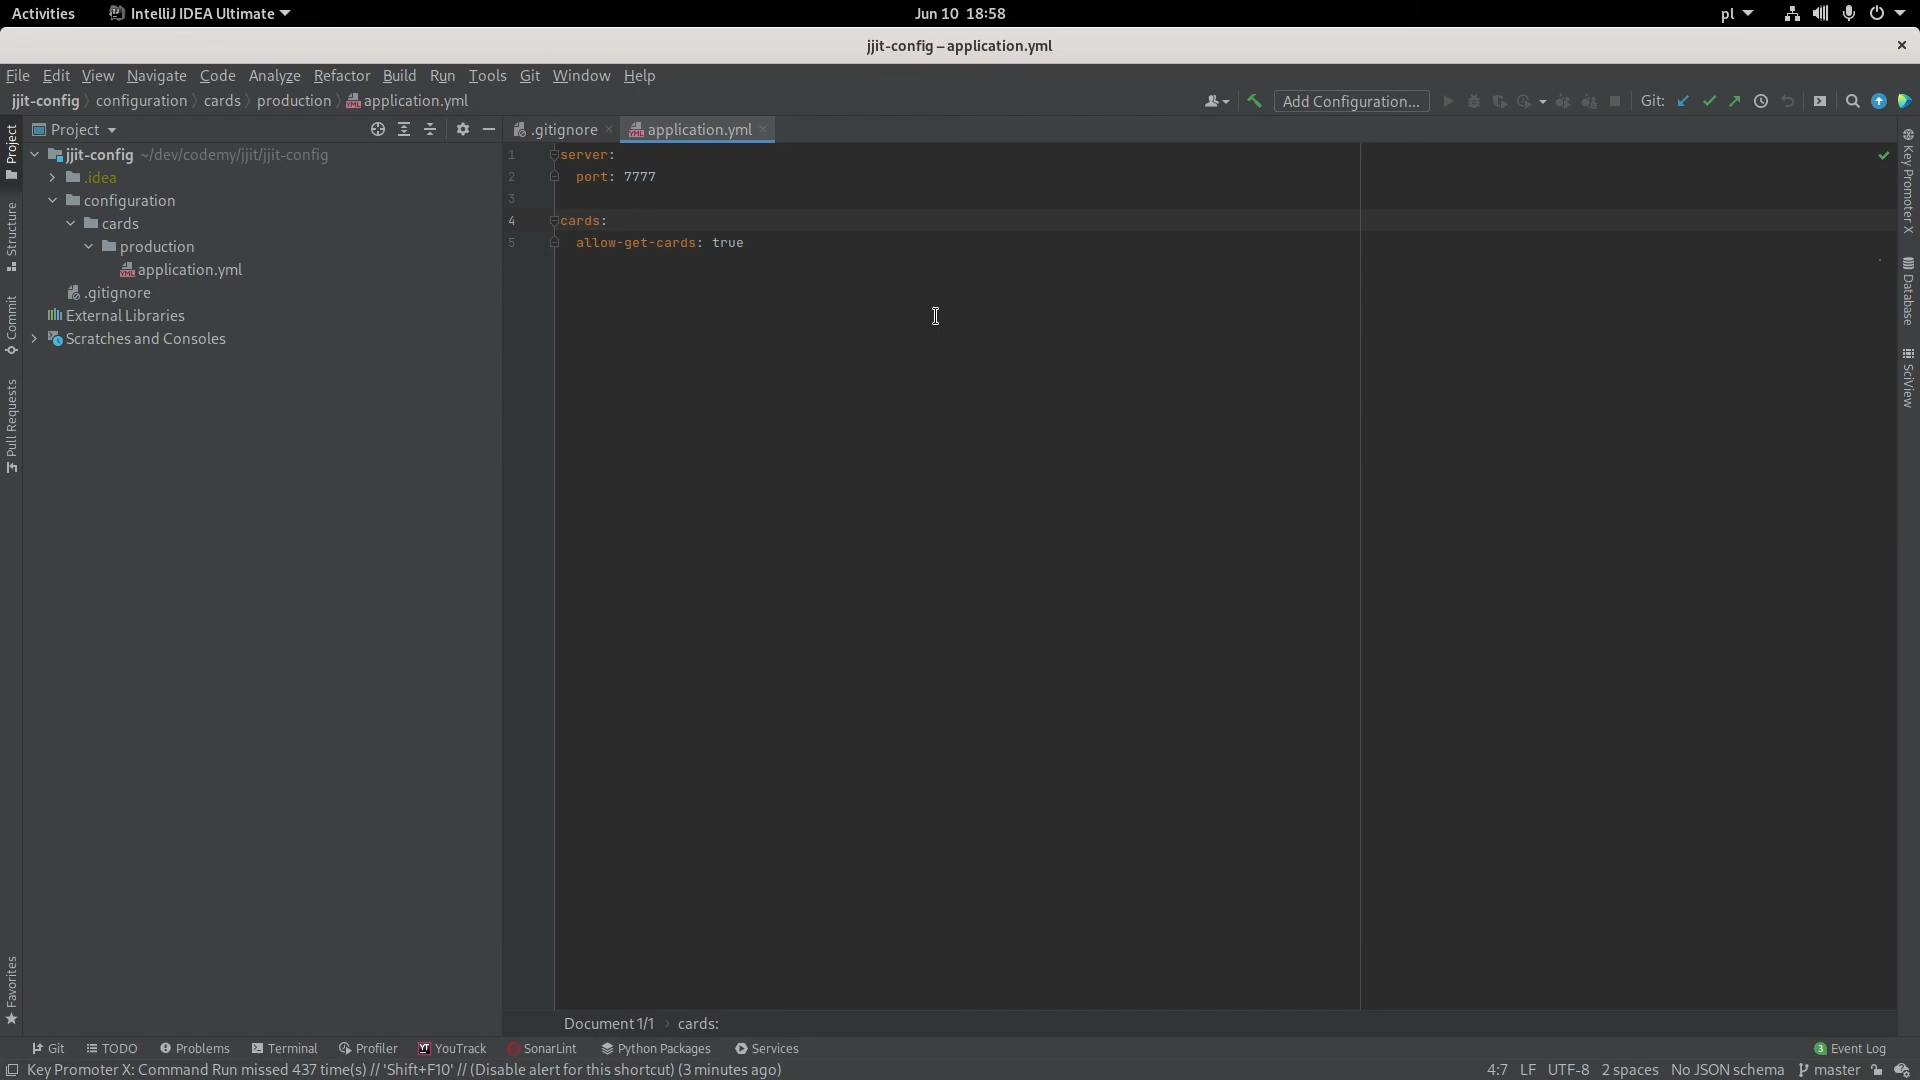 Activities IntelliJ IDEA Ultimate Jun 10 18:58 pl
jjit-config – application.yml
File Edit View Navigate Code Analyze Refactor Build Run Tools Git Window Help
jjit-config configuration cards production application.yml Add Configuration... Git:
Project .gitignore application.yml
jjit-config ~/dev/codemy/jjit/jjit-config
.idea
configuration
cards
production
application.yml
.gitignore
External Libraries
Scratches and Consoles
1 server:
2 port: 7777
3
4 cards:
5 allow-get-cards: true
Project
Structure
Commit
Pull Requests
Favorites
Key Promoter X
Database
SciView
Document 1/1 cards:
Git TODO Problems Terminal Profiler YouTrack SonarLint Python Packages Services 3 Event Log
Key Promoter X: Command Run missed 437 time(s) // 'Shift+F10' // (Disable alert for this shortcut) (3 minutes ago) 4:7 LF UTF-8 2 spaces No JSON schema master